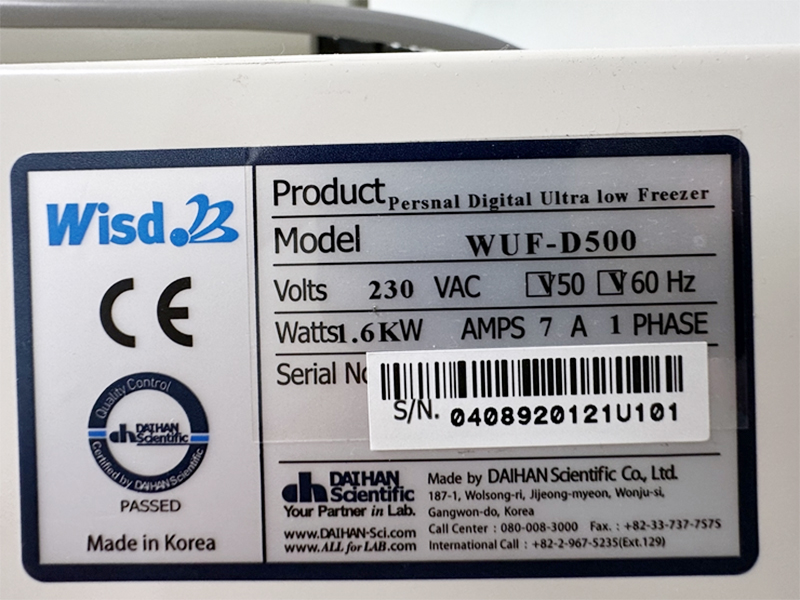 Wisd.
CE
Quality Control
DAIHAN
Scientific
Certified by DAIHAN Scientific
PASSED
Made in Korea
Product Persnal Digital Ultra low Freezer
Model WUF-D500
Volts 230 VAC V50 V60 Hz
Watts 1.6KW AMPS 7 A 1 PHASE
Serial No
S/N. 0408920121U101
dh DAIHAN
Scientific
Your Partner in Lab.
www.DAIHAN-Sci.com
www.ALLforLAB.com
Made by DAIHAN Scientific Co., Ltd.
187-1, Wolsong-ri, Jijeong-myeon, Wonju-si,
Gangwon-do, Korea
Call Center : 080-008-3000 Fax. : +82-33-737-7575
International Call : +82-2-967-5235(Ext.129)